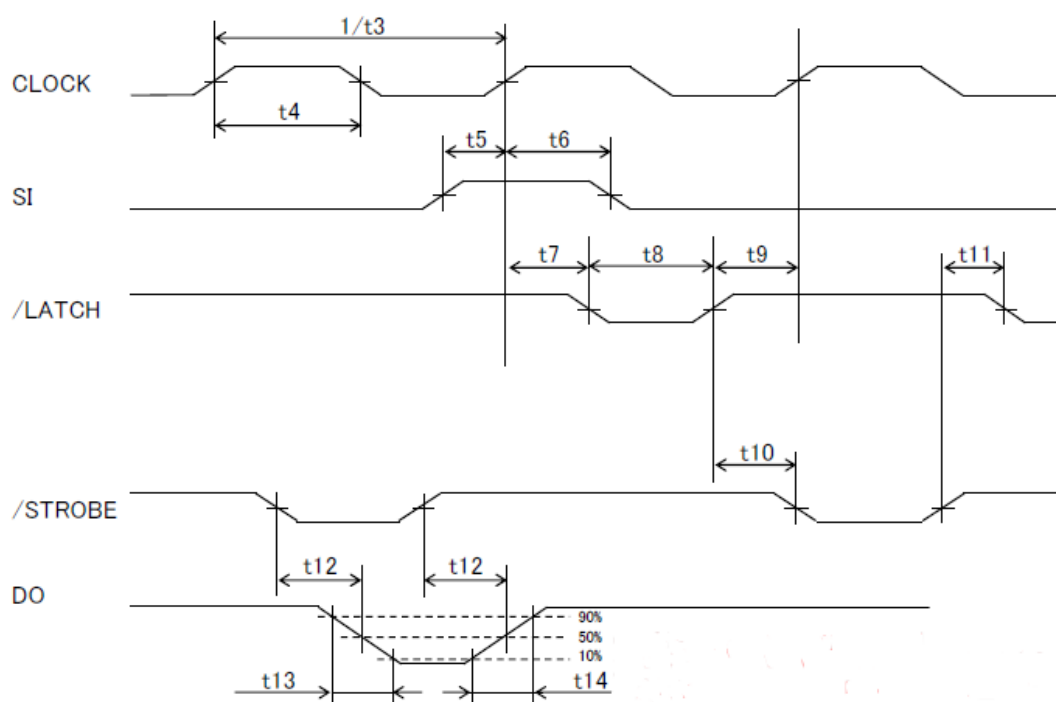 1/t3
CLOCK
t4
t5
t6
SI
t7
t8
t9
t11
/LATCH
t10
/STROBE
t12
t12
DO
90%
50%
10%
t13
t14